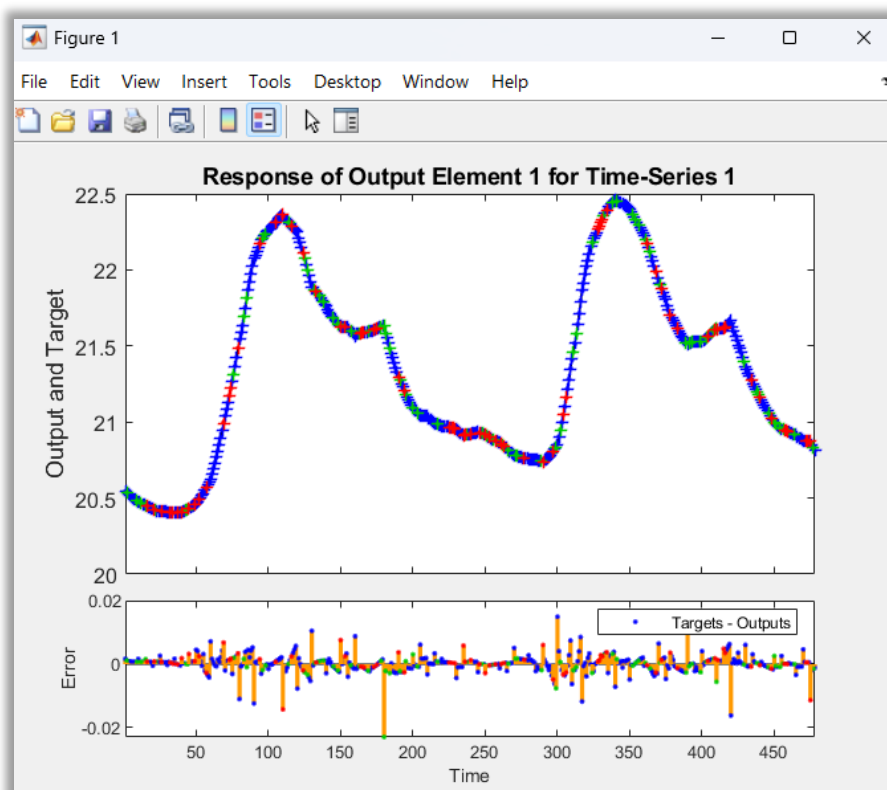 Figure 1
File Edit View Insert Tools Desktop Window Help
Response of Output Element 1 for Time-Series 1
Output and Target
22.5
22
21.5
21
20.5
20
Error
0.02
0
-0.02
Targets - Outputs
50 100 150 200 250 300 350 400 450
Time